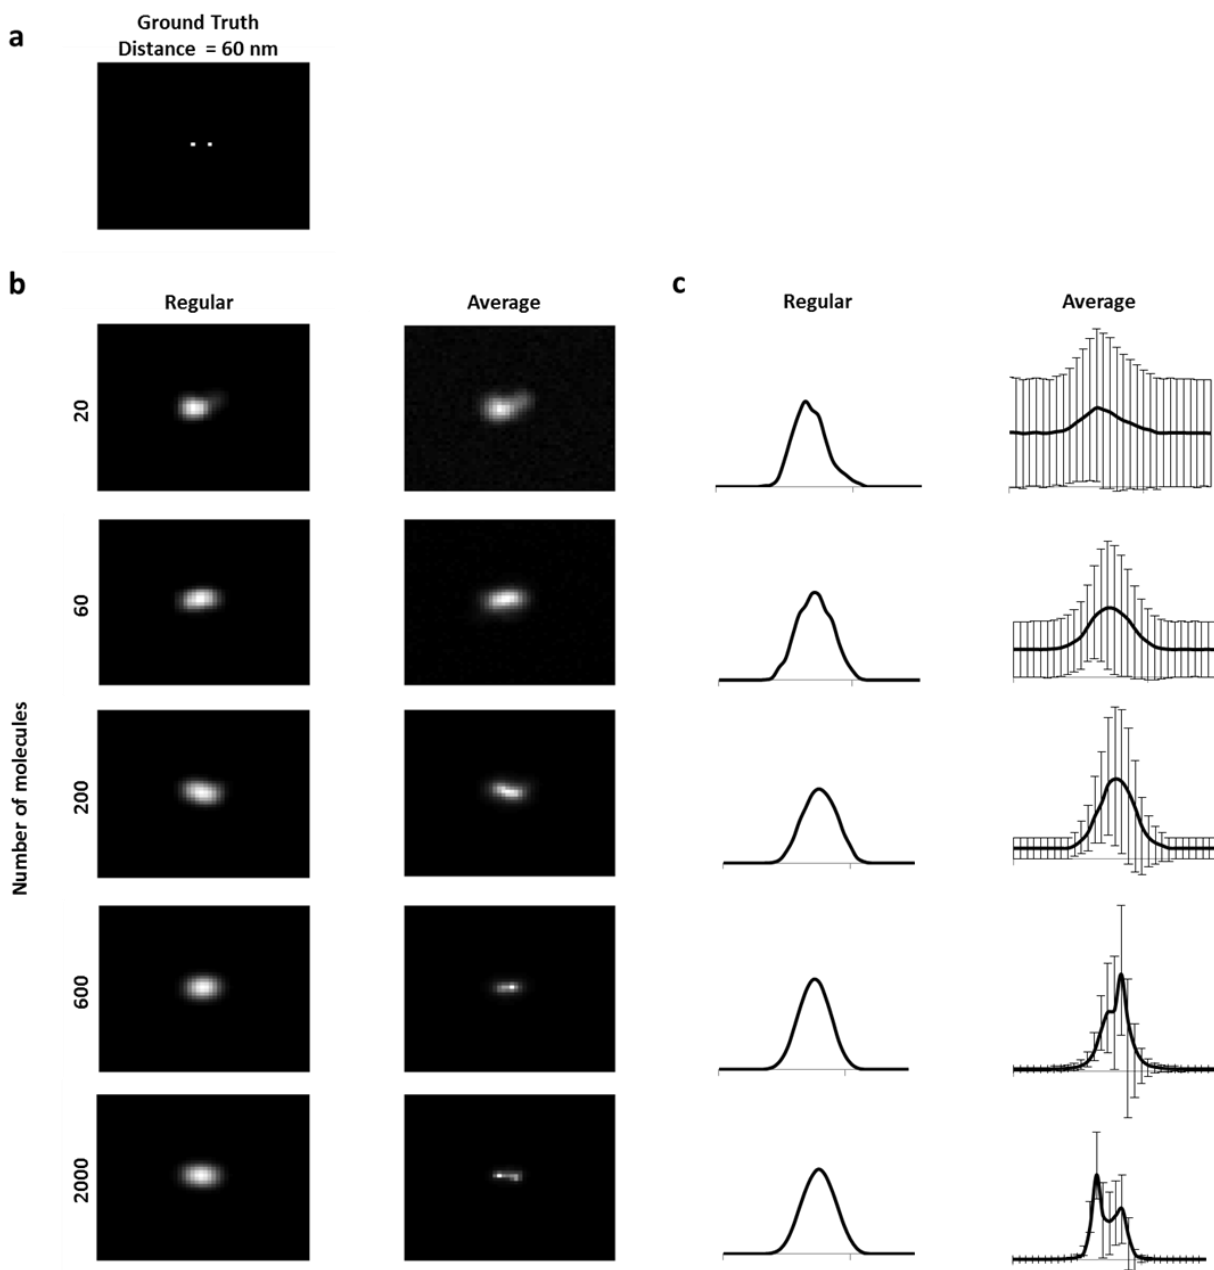 a
Ground Truth
Distance = 60 nm
b
Regular
Average
c
Regular
Average
Number of molecules
20
60
200
600
2000